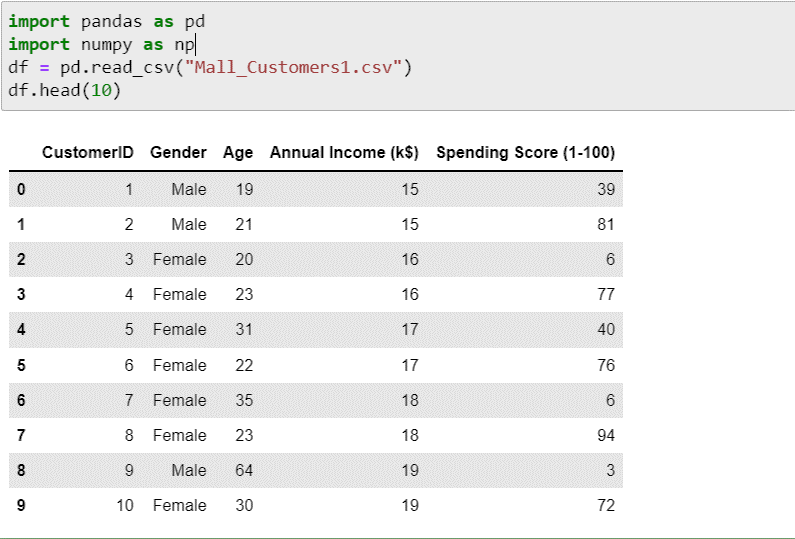 import pandas as pd
import numpy as np
df = pd.read_csv("Mall_Customers1.csv")
df.head(10)
CustomerID Gender Age Annual Income (k$) Spending Score (1-100)
0 1 Male 19 15 39
1 2 Male 21 15 81
2 3 Female 20 16 6
3 4 Female 23 16 77
4 5 Female 31 17 40
5 6 Female 22 17 76
6 7 Female 35 18 6
7 8 Female 23 18 94
8 9 Male 64 19 3
9 10 Female 30 19 72